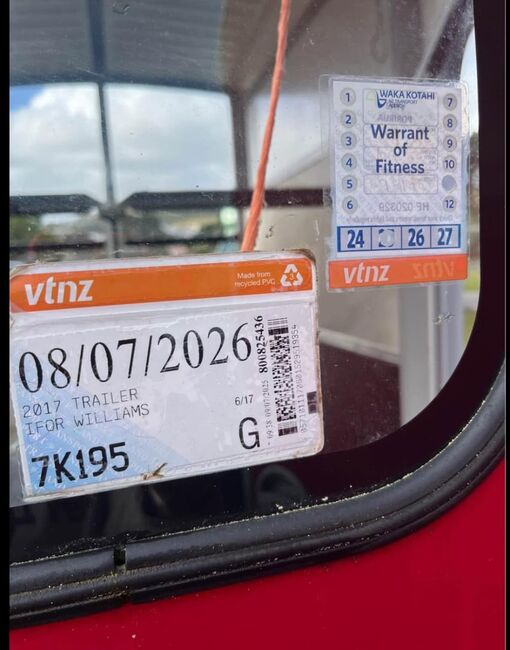 WAKA KOTAHI
NZ TRANSPORT
AGENCY
1 7
2 8
3 9
4 10
5
6 12
Warrant
of
Fitness
24 26 27
vtnz
vtnz
Made from
recycled PVC
3
08/07/2026
2017 TRAILER
IFOR WILLIAMS
6/17
G
7K195
800825436